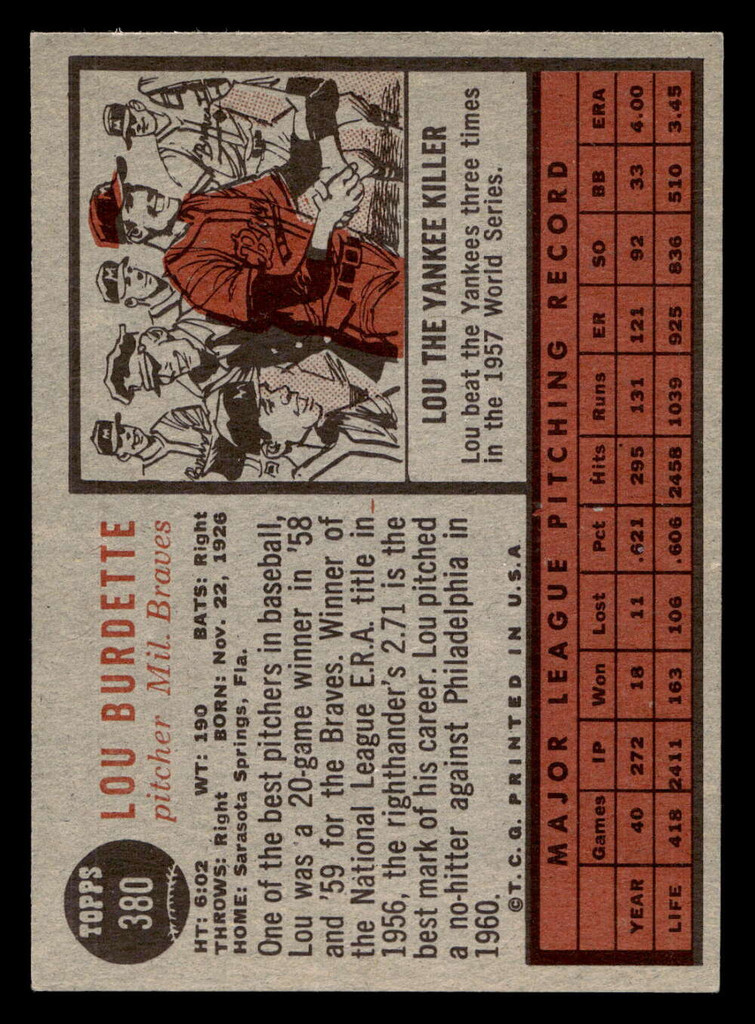 TOPPS
380
LOU BURDETTE
pitcher Mil. Braves
HT: 6:02 WT: 190 BATS: Right
THROWS: Right BORN: Nov. 22, 1926
HOME: Sarasota Springs, Fla.
One of the best pitchers in baseball,
Lou was a 20-game winner in '58
and '59 for the Braves. Winner of
the National League E.R.A. title in
1956, the righthander's 2.71 is the
best mark of his career. Lou pitched
a no-hitter against Philadelphia in
1960.
©T.C.G. PRINTED IN U.S.A.
M
M
M
LOU THE YANKEE KILLER
Lou beat the Yankees three times
in the 1957 World Series.
MAJOR LEAGUE PITCHING RECORD
Games IP Won Lost Pct Hits Runs ER SO BB ERA
YEAR 40 272 18 11 .621 295 131 121 92 33 4.00
LIFE 418 2411 163 106 .606 2458 1039 925 836 510 3.45